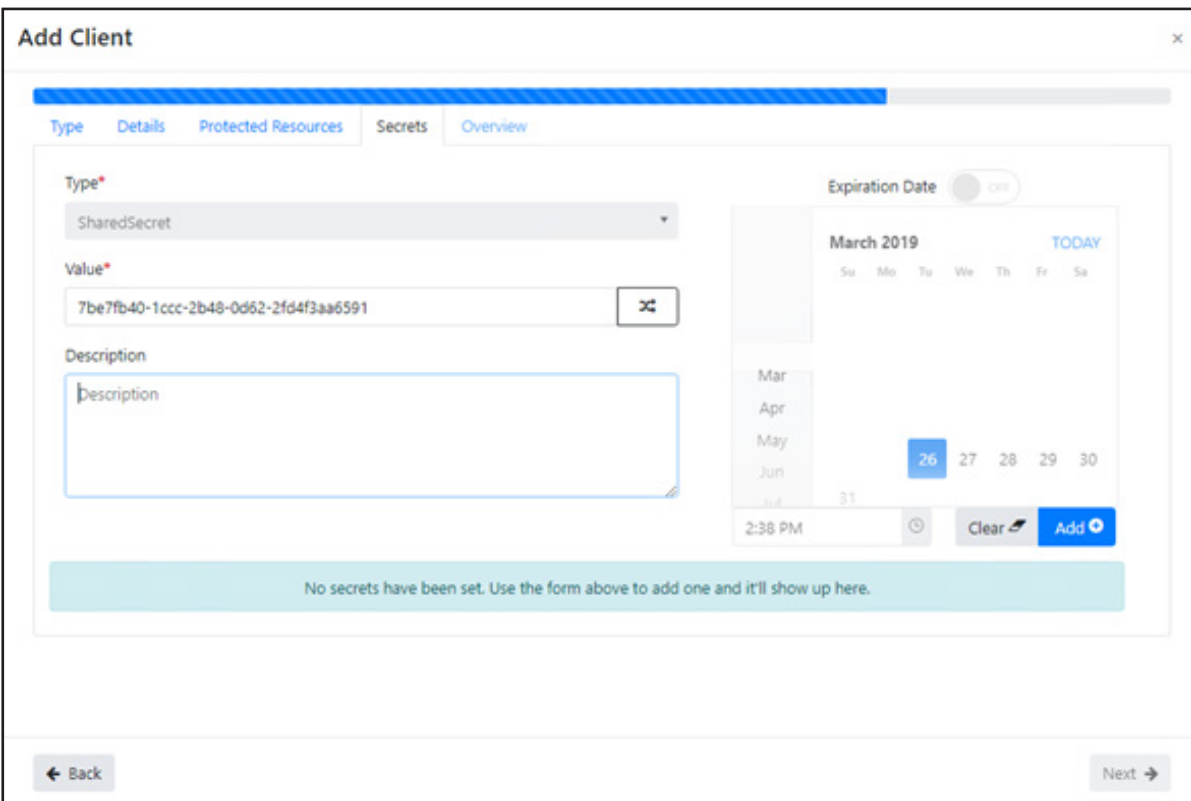 Add Client
×
Type Details Protected Resources Secrets Overview
Type*
SharedSecret
Value*
7be7fb40-1ccc-2b48-0d62-2fd4f3aa6591
Description
Description
Expiration Date OFF
March 2019 TODAY
Su Mo Tu We Th Fr Sa
Mar
Apr
May
Jun
Jul
26 27 28 29 30
31
2:38 PM
Clear Add
No secrets have been set. Use the form above to add one and it'll show up here.
Back
Next